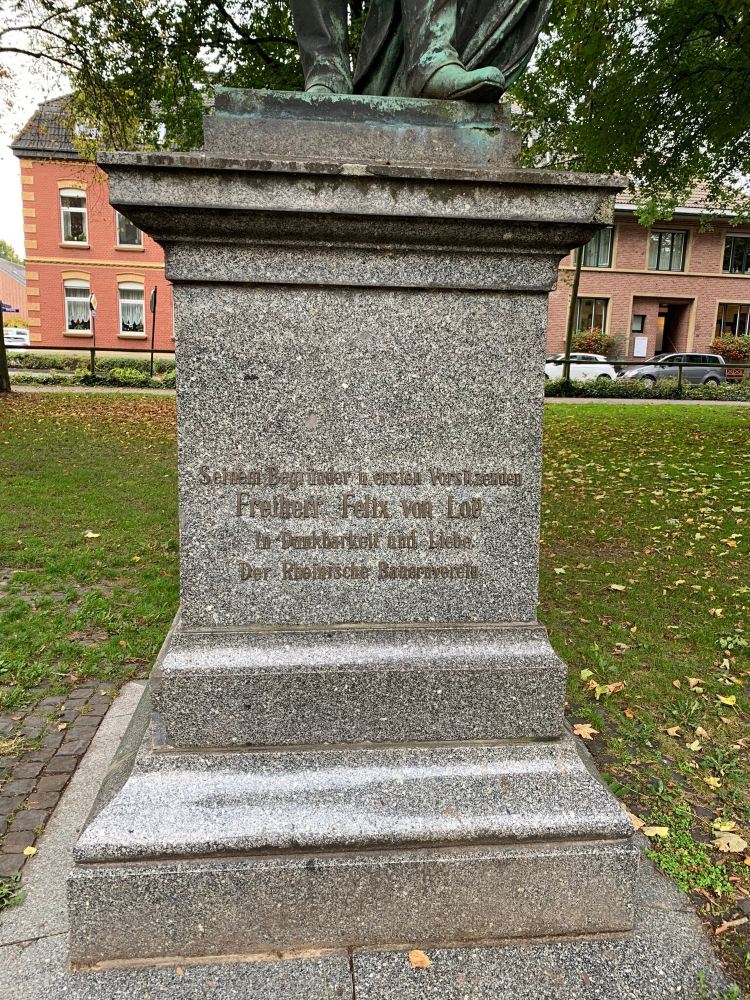 Seinem Begründer u. ersten Vorsitzenden
Freiherr Felix von Loë
In Dankbarkeit und Liebe.
Der Rheinische Bauernverein.